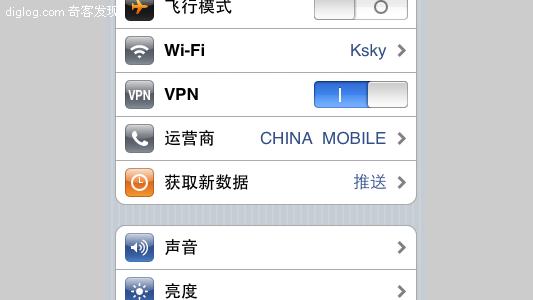 diglog.com 奇客发现
飞行模式
Wi-Fi Ksky
VPN VPN
运营商 CHINA MOBILE
获取新数据 推送
声音
亮度